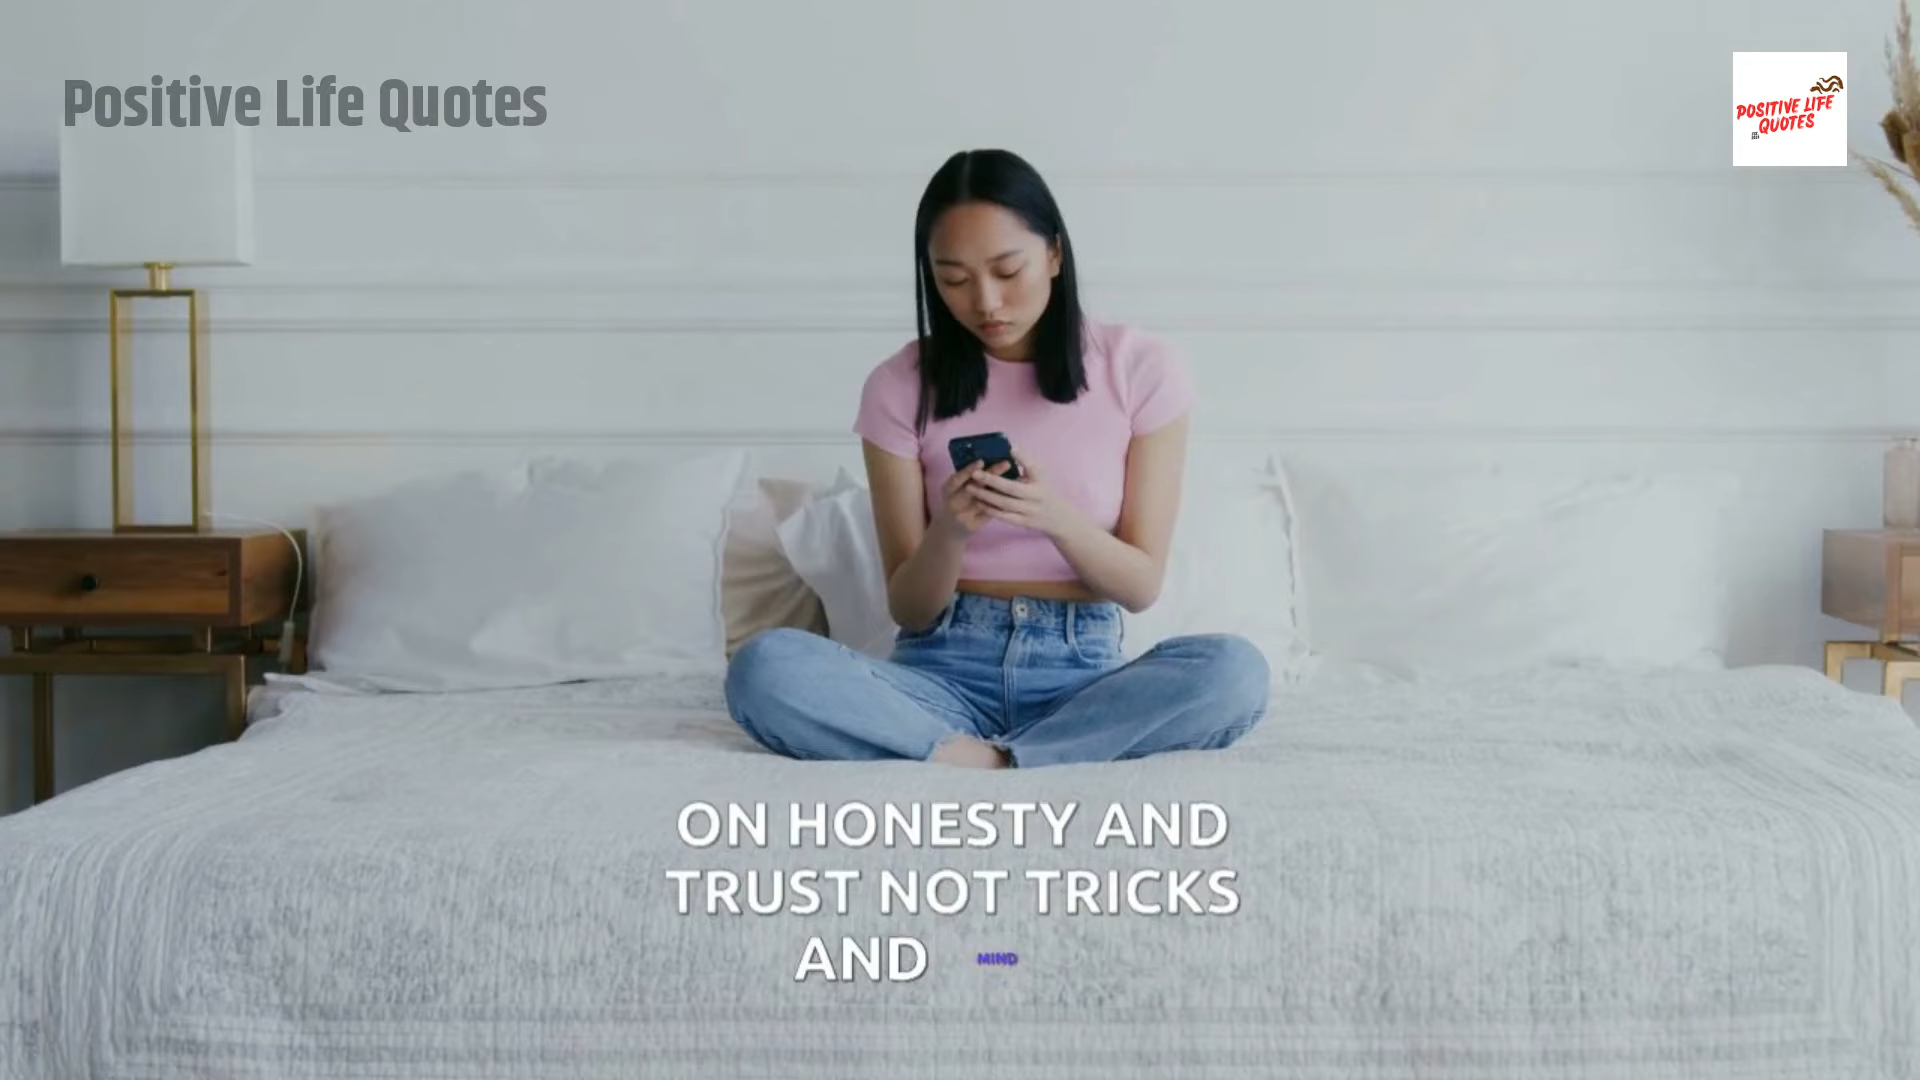 Positive Life Quotes
POSITIVE LIFE
QUOTES
ON HONESTY AND
TRUST NOT TRICKS
AND MIND